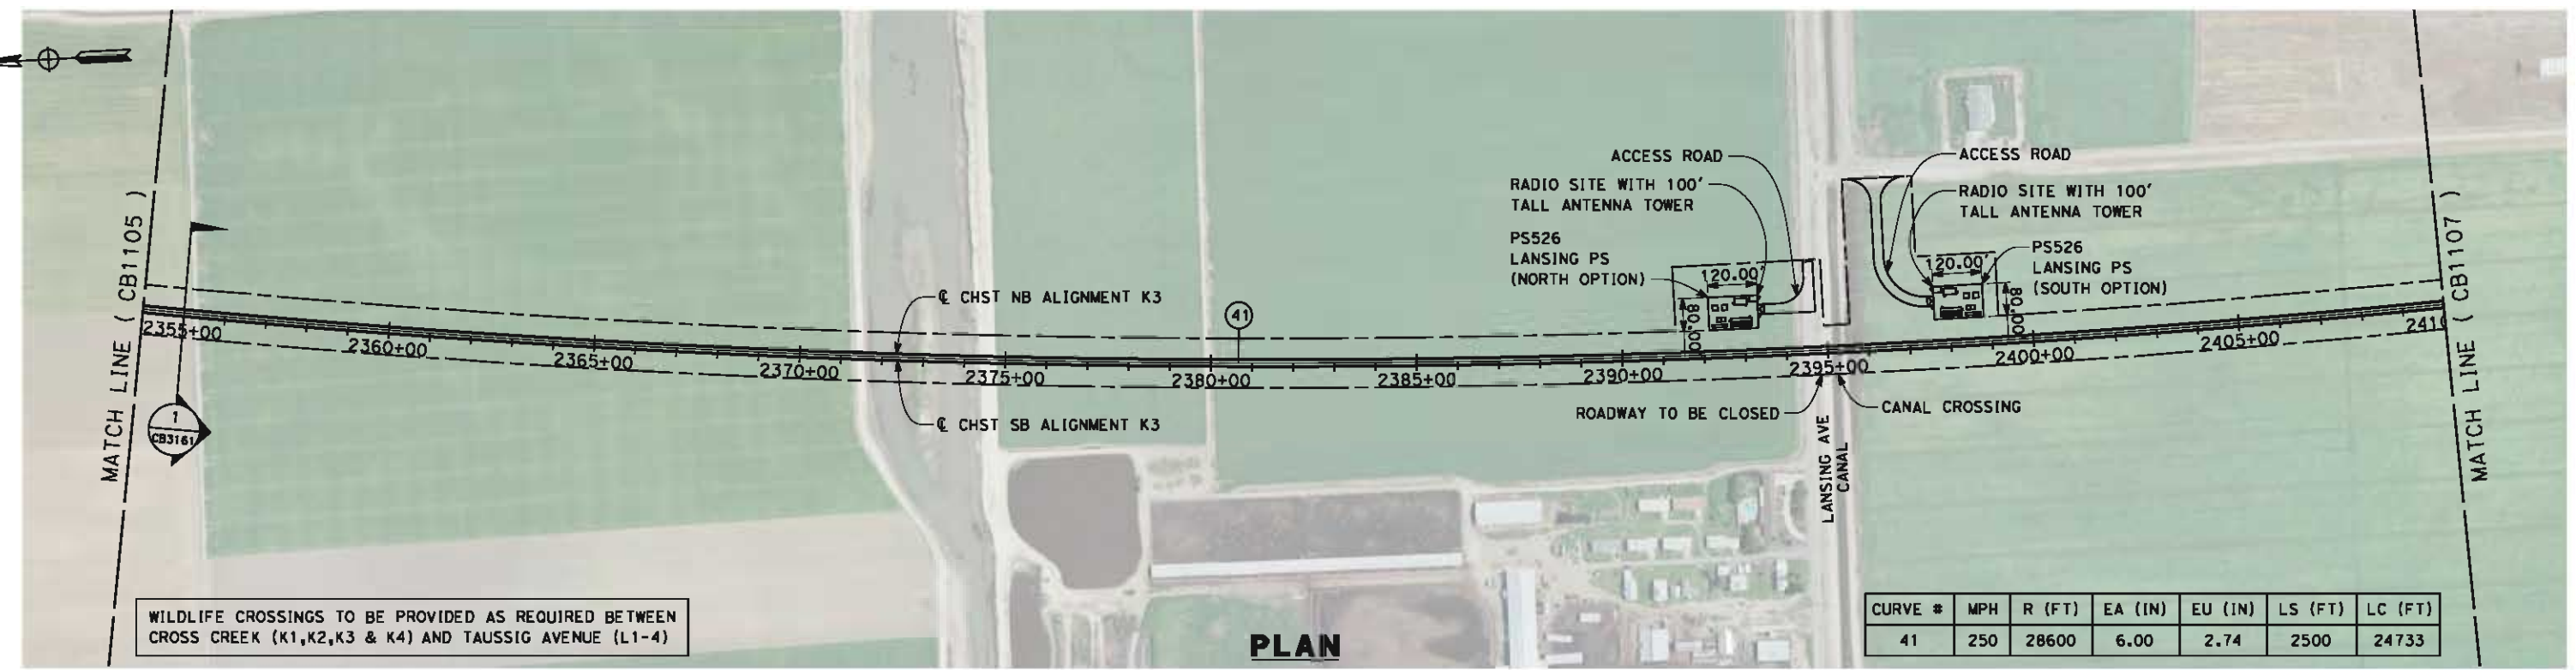 MATCH LINE ( CB1105 )
1
CB3161
2355+00
2360+00
2365+00
2370+00
2375+00
2380+00
2385+00
2390+00
2395+00
2400+00
2405+00
241
℄ CHST NB ALIGNMENT K3
℄ CHST SB ALIGNMENT K3
41
ACCESS ROAD
RADIO SITE WITH 100'
TALL ANTENNA TOWER
PS526
LANSING PS
(NORTH OPTION)
120.00'
80.00
ACCESS ROAD
RADIO SITE WITH 100'
TALL ANTENNA TOWER
PS526
LANSING PS
(SOUTH OPTION)
120.00'
80.00
ROADWAY TO BE CLOSED
CANAL CROSSING
LANSING AVE
CANAL
MATCH LINE ( CB1107 )
WILDLIFE CROSSINGS TO BE PROVIDED AS REQUIRED BETWEEN
CROSS CREEK (K1,K2,K3 & K4) AND TAUSSIG AVENUE (L1-4)
PLAN
CURVE # MPH R (FT) EA (IN) EU (IN) LS (FT) LC (FT)
41 250 28600 6.00 2.74 2500 24733